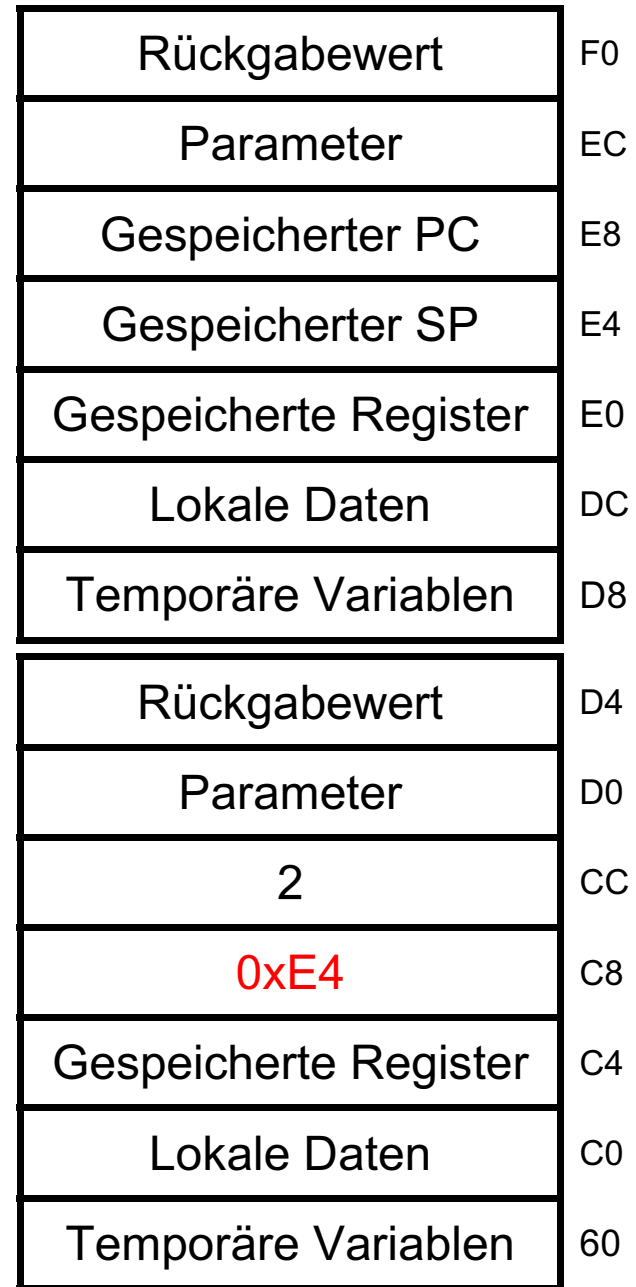 Rückgabewert F0
Parameter EC
Gespeicherter PC E8
Gespeicherter SP E4
Gespeicherte Register E0
Lokale Daten DC
Temporäre Variablen D8
Rückgabewert D4
Parameter D0
2 CC
0xE4 C8
Gespeicherte Register C4
Lokale Daten C0
Temporäre Variablen 60